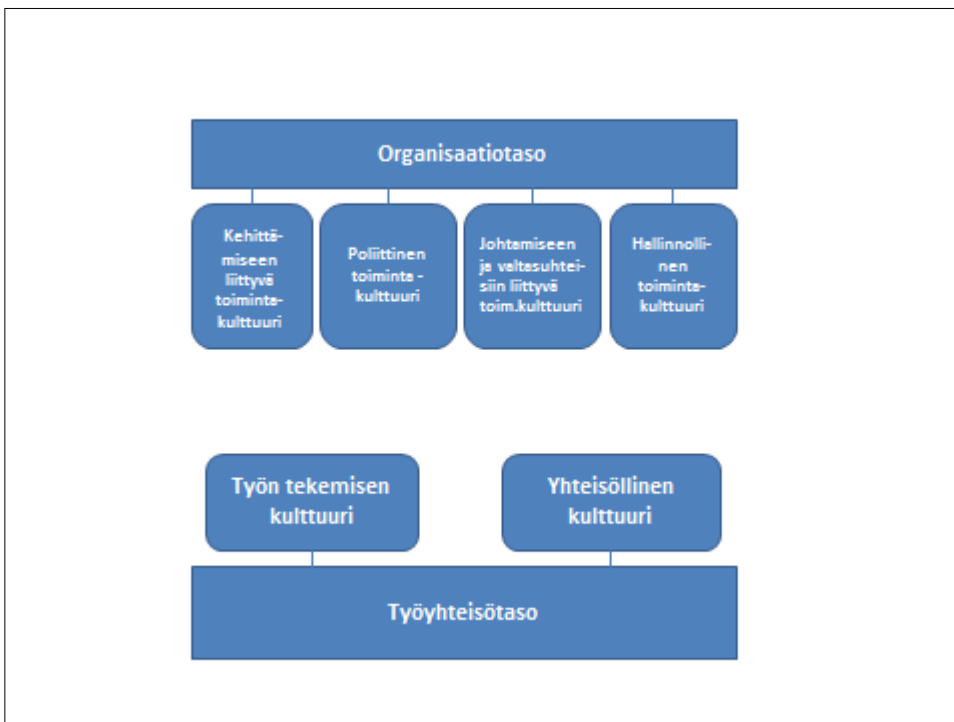 Organisaatiotaso
Kehittä-
miseen
liittyvä
toiminta-
kulttuuri
Poliittinen
toiminta -
kulttuuri
Johtamiseen
ja valtasuhtei-
siin liittyvä
toim.kulttuuri
Hallinnolli-
nen
toiminta-
kulttuuri
Työn tekemisen
kulttuuri
Yhteisöllinen
kulttuuri
Työyhteisötaso